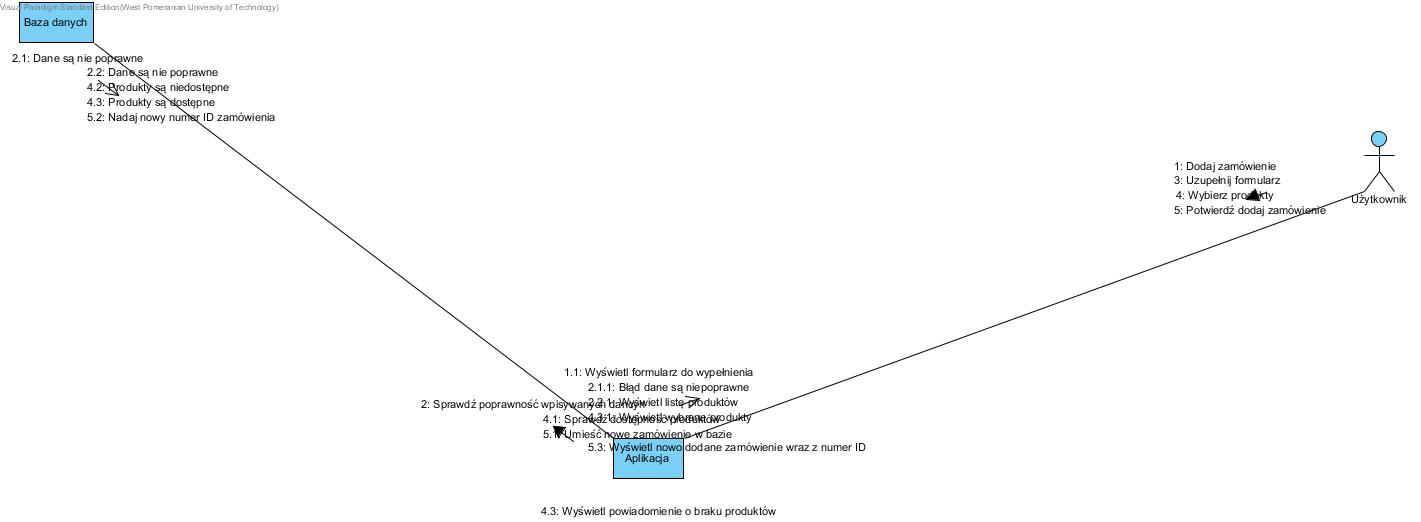 Visual Paradigm Standard Edition(West Pomeranian University of Technology)
Baza danych
2.1: Dane są nie poprawne
2.2: Dane są nie poprawne
4.2: Produkty są niedostępne
4.3: Produkty są dostępne
5.2: Nadaj nowy numer ID zamówienia
1: Dodaj zamówienie
3: Uzupełnij formularz
4: Wybierz produkty
5: Potwierdź dodaj zamówienie
Użytkownik
1.1: Wyświetl formularz do wypełnienia
2.1.1: Błąd dane są niepoprawne
2.2.1: Wyświetl liste produktów
2: Sprawdź poprawność wpisywanych danych
4.3.1: Wyświetl wybrane produkty
4.1: Sprawdź dostępność produktów
5.1: Umieść nowe zamówienie w bazie
5.3: Wyświetl nowo dodane zamówienie wraz z numer ID
Aplikacja
4.3: Wyświetl powiadomienie o braku produktów